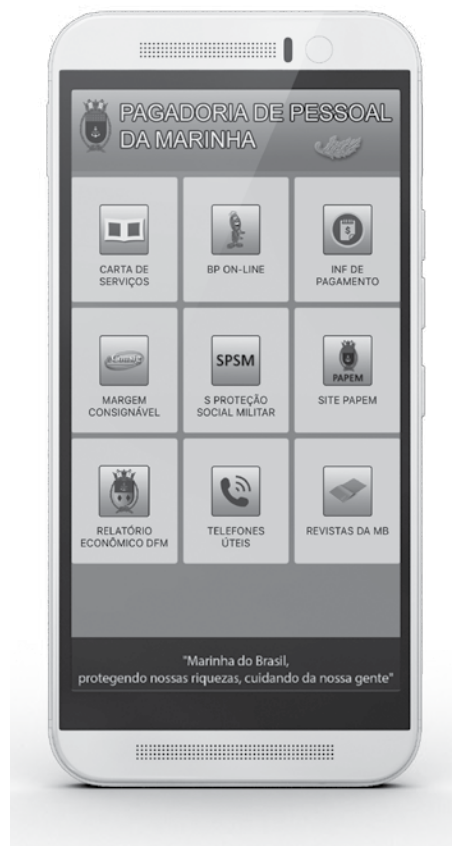 PAGADORIA DE PESSOAL
DA MARINHA
CARTA DE
SERVIÇOS
BP ON-LINE
INF DE
PAGAMENTO
MARGEM
CONSIGNÁVEL
SPSM
S PROTEÇÃO
SOCIAL MILITAR
PAPEM
SITE PAPEM
RELATÓRIO
ECONÔMICO DFM
TELEFONES
ÚTEIS
REVISTAS DA MB
"Marinha do Brasil,
protegendo nossas riquezas, cuidando da nossa gente"